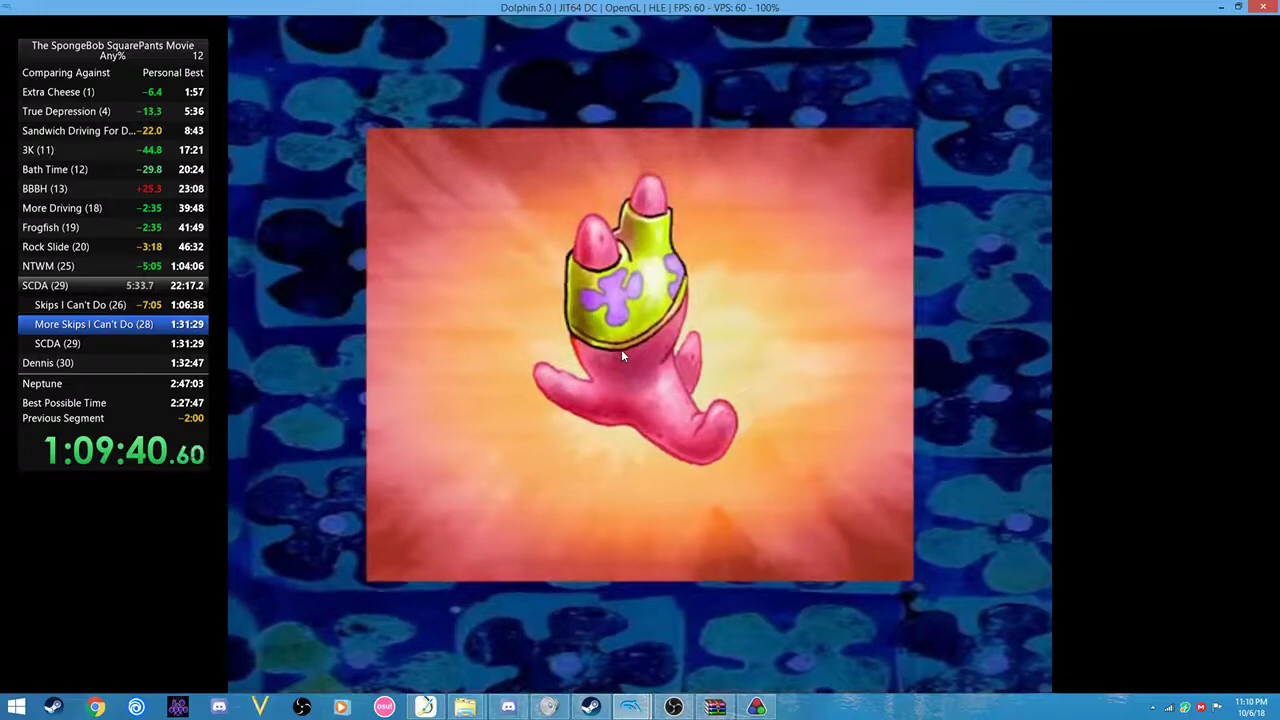 Dolphin 5.0 | JIT64 DC | OpenGL | HLE | FPS: 60 - VPS: 60 - 100%
The SpongeBob SquarePants Movie
Any% 12
Comparing Against Personal Best
Extra Cheese (1) −6.4 1:57
True Depression (4) −13.3 5:36
Sandwich Driving For D... −22.0 8:43
3K (11) −44.8 17:21
Bath Time (12) −29.8 20:24
BBBH (13) +25.3 23:08
More Driving (18) −2:35 39:48
Frogfish (19) −2:35 41:49
Rock Slide (20) −3:18 46:32
NTWM (25) −5:05 1:04:06
SCDA (29) 5:33.7 22:17.2
Skips I Can't Do (26) −7:05 1:06:38
More Skips I Can't Do (28) 1:31:29
SCDA (29) 1:31:29
Dennis (30) 1:32:47
Neptune 2:47:03
Best Possible Time 2:27:47
Previous Segment −2:00
1:09:40.60
osu!
11:10 PM
10/6/18